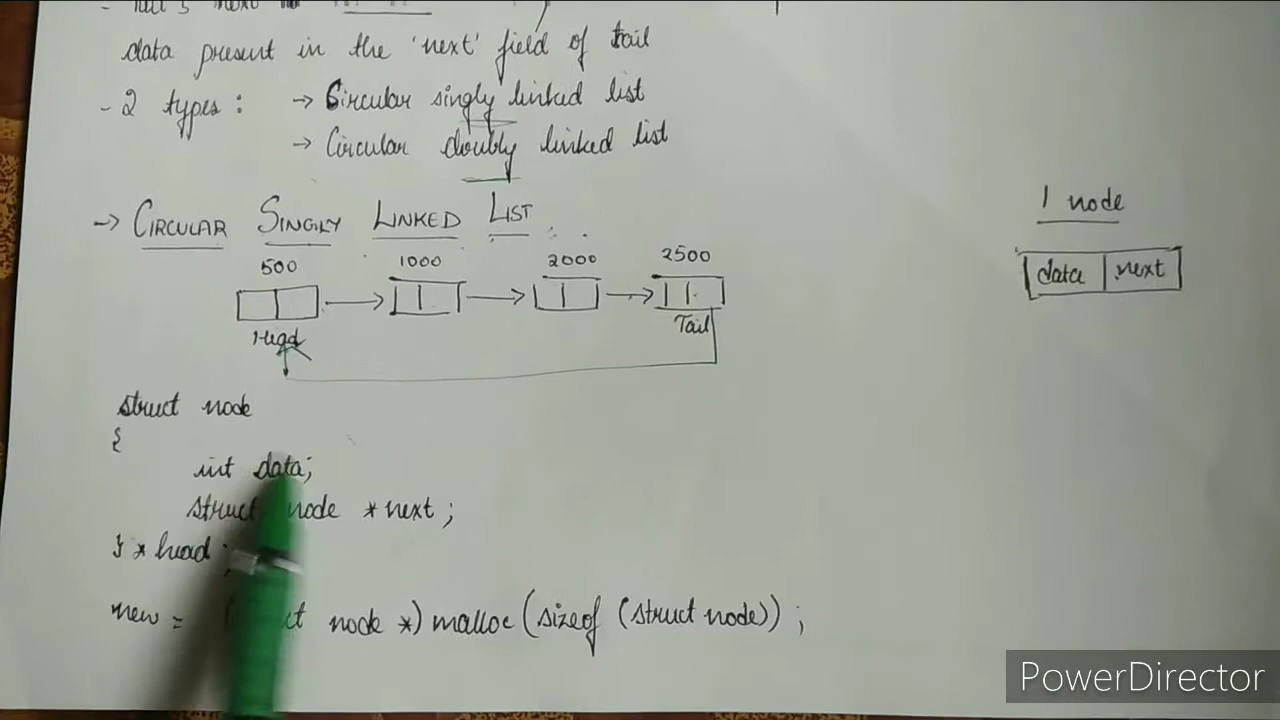 data present in the 'next' field of tail
- 2 types : → Circular singly linked list
→ Circular doubly linked list
→ CIRCULAR SINGLY LINKED LIST
500 1000 2000 2500
Head
Tail
1 node
data next
struct node
{
int data;
struct node *next ;
} * head ;
new = node *) malloc (sizeof (struct node)) ;
PowerDirector